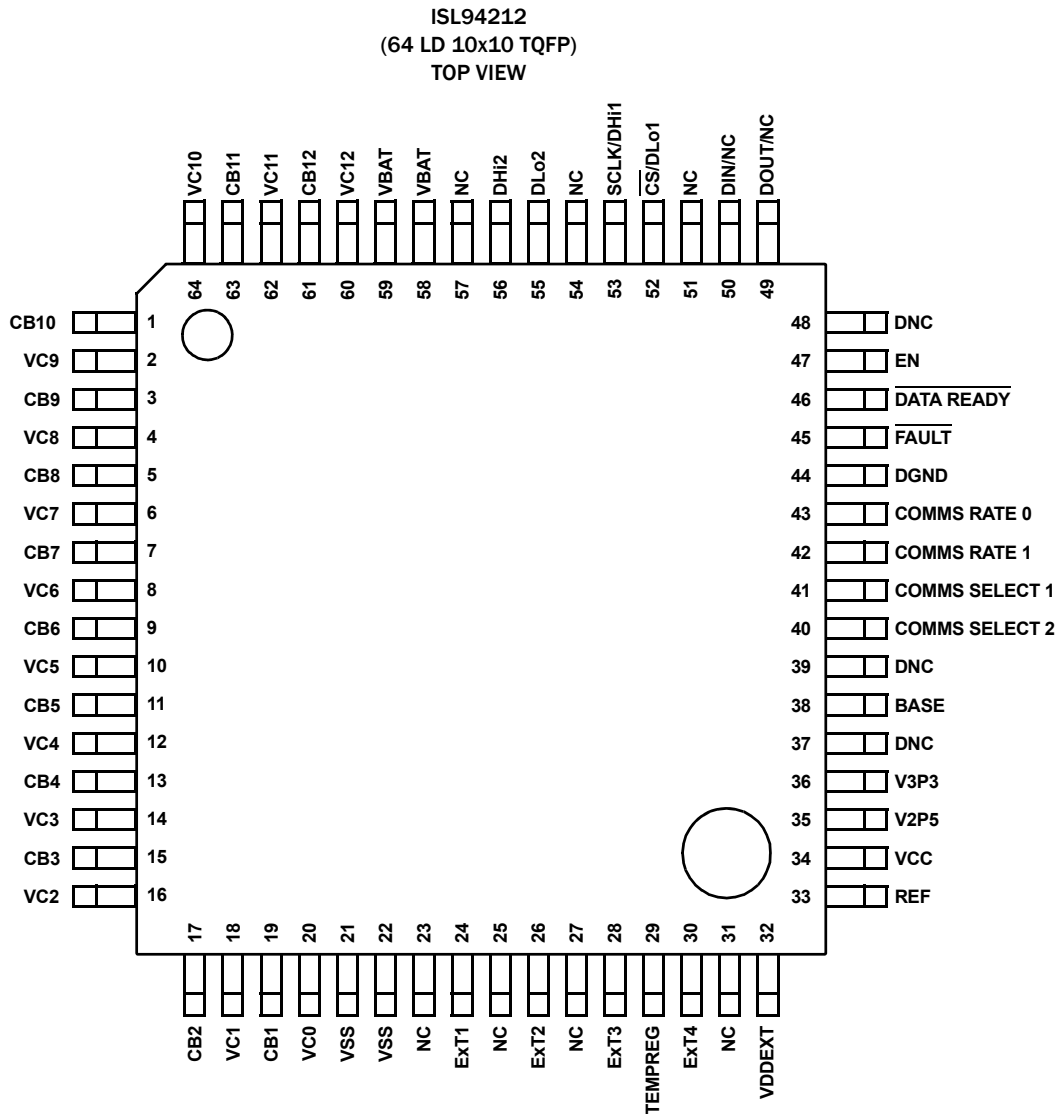 ISL94212
(64 LD 10x10 TQFP)
TOP VIEW
VC10
CB11
VC11
CB12
VC12
VBAT
VBAT
NC
DHi2
DLo2
NC
SCLK/DHi1
CS/DLo1
NC
DIN/NC
DOUT/NC
64
63
62
61
60
59
58
57
56
55
54
53
52
51
50
49
CB10 1
VC9 2
CB9 3
VC8 4
CB8 5
VC7 6
CB7 7
VC6 8
CB6 9
VC5 10
CB5 11
VC4 12
CB4 13
VC3 14
CB3 15
VC2 16
48 DNC
47 EN
46 DATA READY
45 FAULT
44 DGND
43 COMMS RATE 0
42 COMMS RATE 1
41 COMMS SELECT 1
40 COMMS SELECT 2
39 DNC
38 BASE
37 DNC
36 V3P3
35 V2P5
34 VCC
33 REF
17
18
19
20
21
22
23
24
25
26
27
28
29
30
31
32
CB2
VC1
CB1
VC0
VSS
VSS
NC
ExT1
NC
ExT2
NC
ExT3
TEMPREG
ExT4
NC
VDDEXT